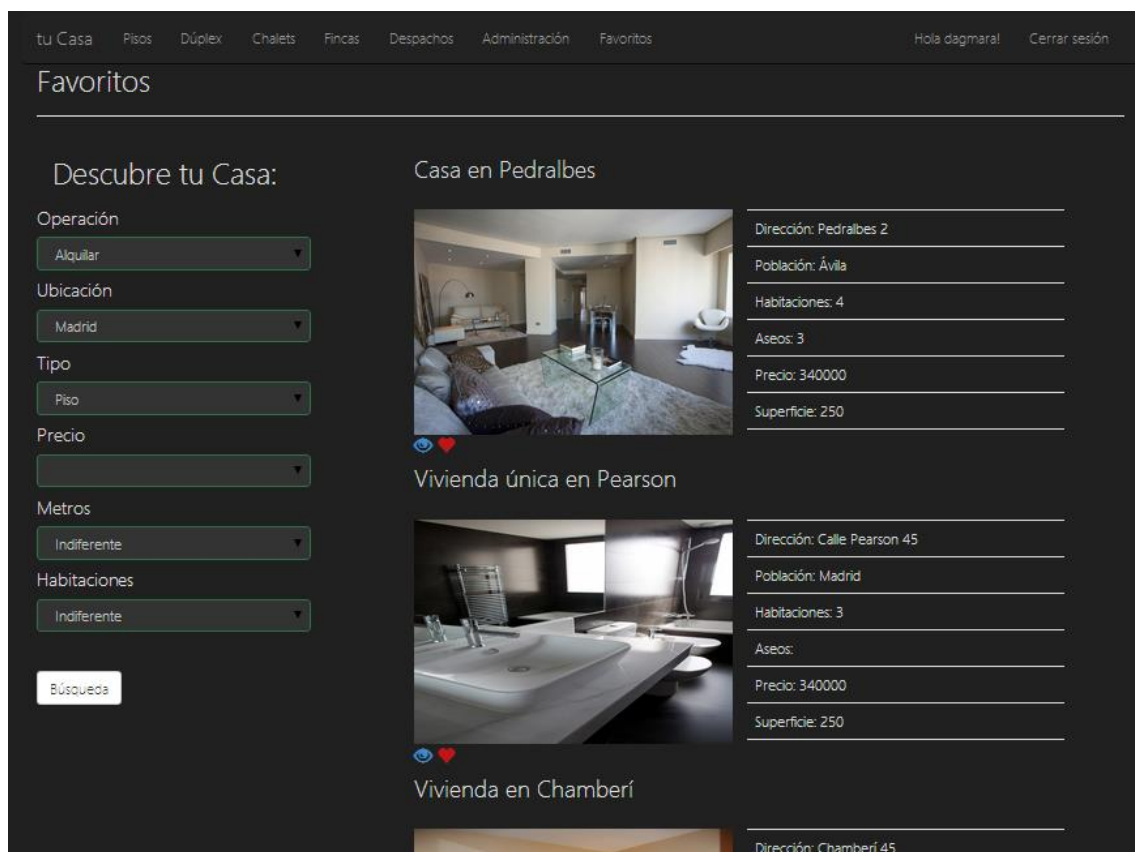 tu Casa Pisos Dúplex Chalets Fincas Despachos Administración Favoritos Hola dagmara! Cerrar sesión
Favoritos
Descubre tu Casa:
Operación
Alquilar
Ubicación
Madrid
Tipo
Piso
Precio
Metros
Indiferente
Habitaciones
Indiferente
Búsqueda
Casa en Pedralbes
Dirección: Pedralbes 2
Población: Ávila
Habitaciones: 4
Aseos: 3
Precio: 340000
Superficie: 250
Vivienda única en Pearson
Dirección: Calle Pearson 45
Población: Madrid
Habitaciones: 3
Aseos:
Precio: 340000
Superficie: 250
Vivienda en Chamberí
Dirección: Chamberí 45